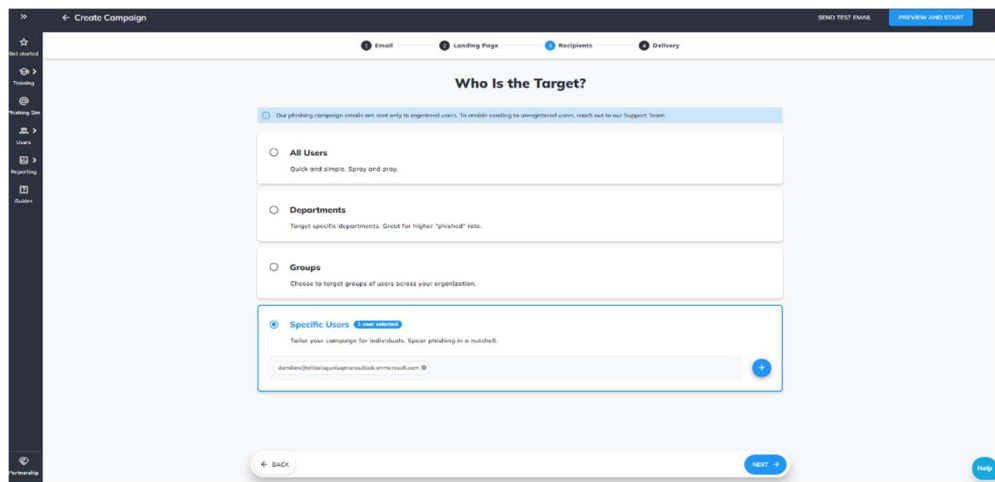 Create Campaign
SEND TEST EMAIL
PREVIEW AND START
Get started
Training
Phishing Sim
Users
Reporting
Guides
Partnership
1 Email
2 Landing Page
3 Recipients
4 Delivery
Who Is the Target?
Our phishing campaign emails are sent only to registered users. To enable sending to unregistered users, reach out to our Support Team.
All Users
Quick and simple. Spray and pray.
Departments
Target specific departments. Great for higher "phished" rate.
Groups
Choose to target groups of users across your organization.
Specific Users 1 user selected
Tailor your campaign for individuals. Spear phishing in a nutshell.
BACK
NEXT
Help